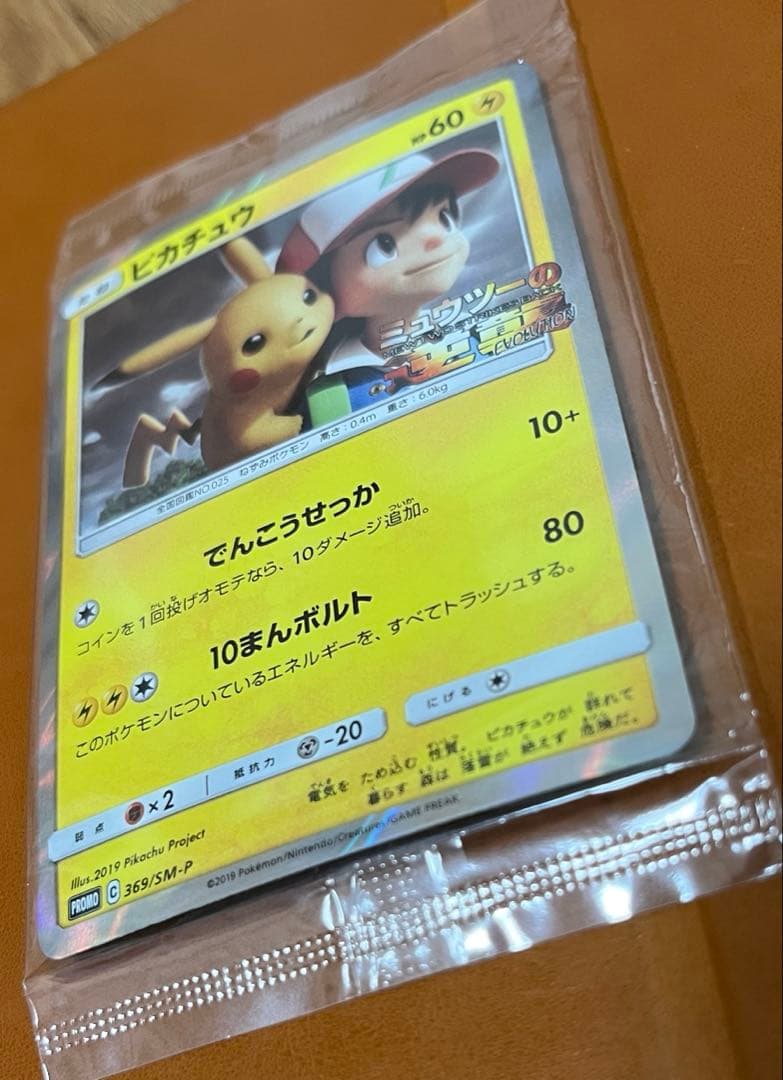 たね
ピカチュウ
HP60
ミュウツーの
MEWTWO STRIKES BACK
逆襲
EVOLUTION
全国図鑑NO.025 ねずみポケモン 高さ:0.4m 重さ:6.0kg
でんこうせっか 10+
コインを1回投げオモテなら、10ダメージ追加。
10まんボルト 80
このポケモンについているエネルギーを、すべてトラッシュする。
弱点 ×2 抵抗力 -20 にげる
電気を ため込む 性質。 ピカチュウが 群れて
暮らす 森は 落雷が 絶えず 危険だ。
Illus.2019 Pikachu Project
PROMO C 369/SM-P
©2019 Pokémon/Nintendo/Creatures/GAME FREAK